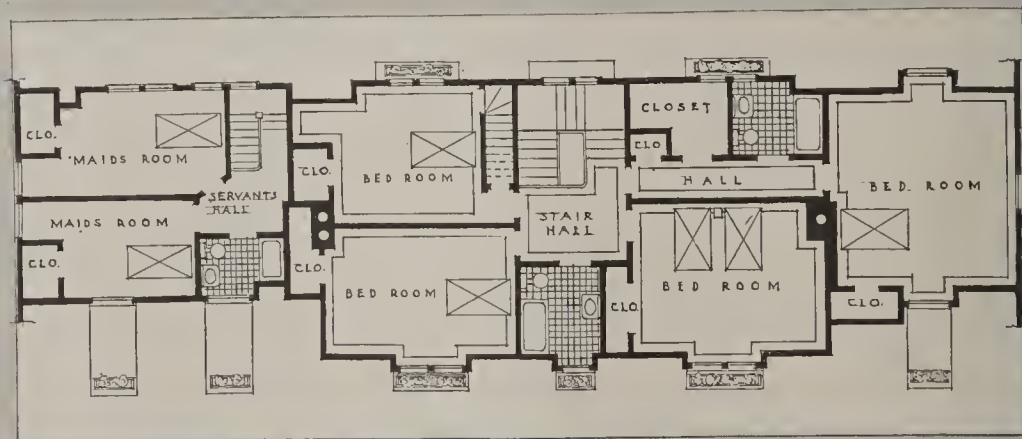 CLO.
MAIDS ROOM
MAIDS ROOM
CLO.
SERVANTS
HALL
CLO.
BED ROOM
CLO.
BED ROOM
STAIR
HALL
CLOSET
CLO.
HALL
CLO.
BED ROOM
BED ROOM
CLO.